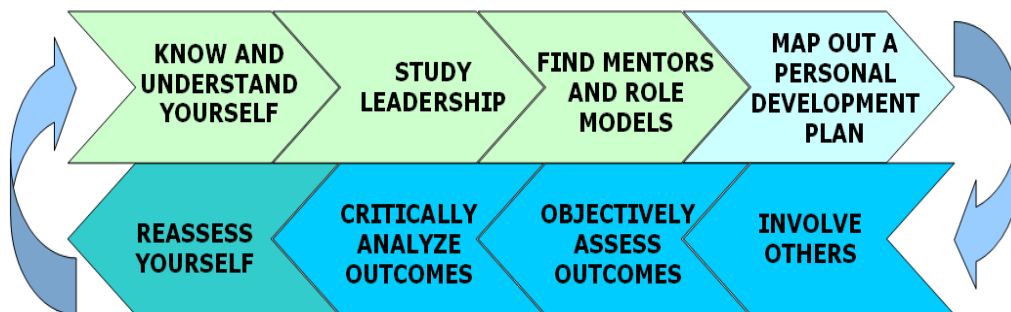 KNOW AND
UNDERSTAND
YOURSELF
STUDY
LEADERSHIP
FIND MENTORS
AND ROLE
MODELS
MAP OUT A
PERSONAL
DEVELOPMENT
PLAN
INVOLVE
OTHERS
OBJECTIVELY
ASSESS
OUTCOMES
CRITICALLY
ANALYZE
OUTCOMES
REASSESS
YOURSELF